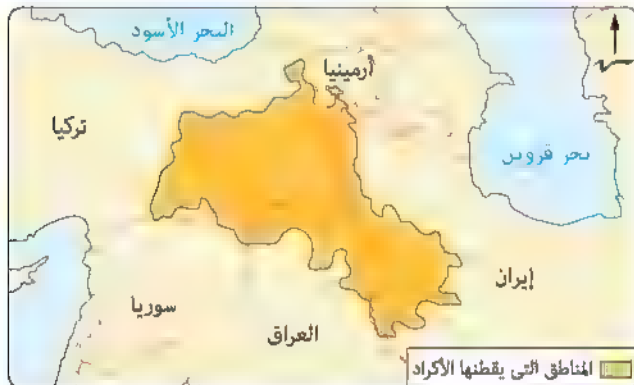 البحر الأسود
أرمينيا
تركيا
بحر قزوين
إيران
سوريا
العراق
المناطق التي يقطنها الأكراد